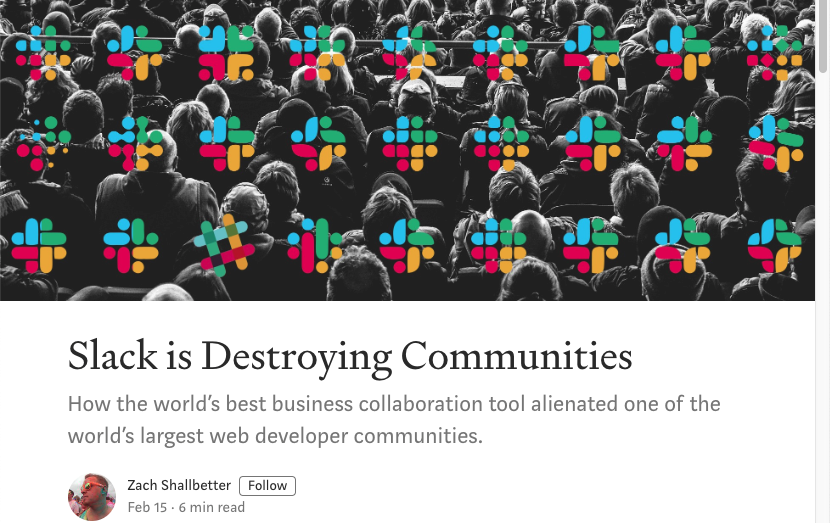 Slack is Destroying Communities
How the world’s best business collaboration tool alienated one of the
world’s largest web developer communities.
Zach Shallbetter Follow
Feb 15 · 6 min read